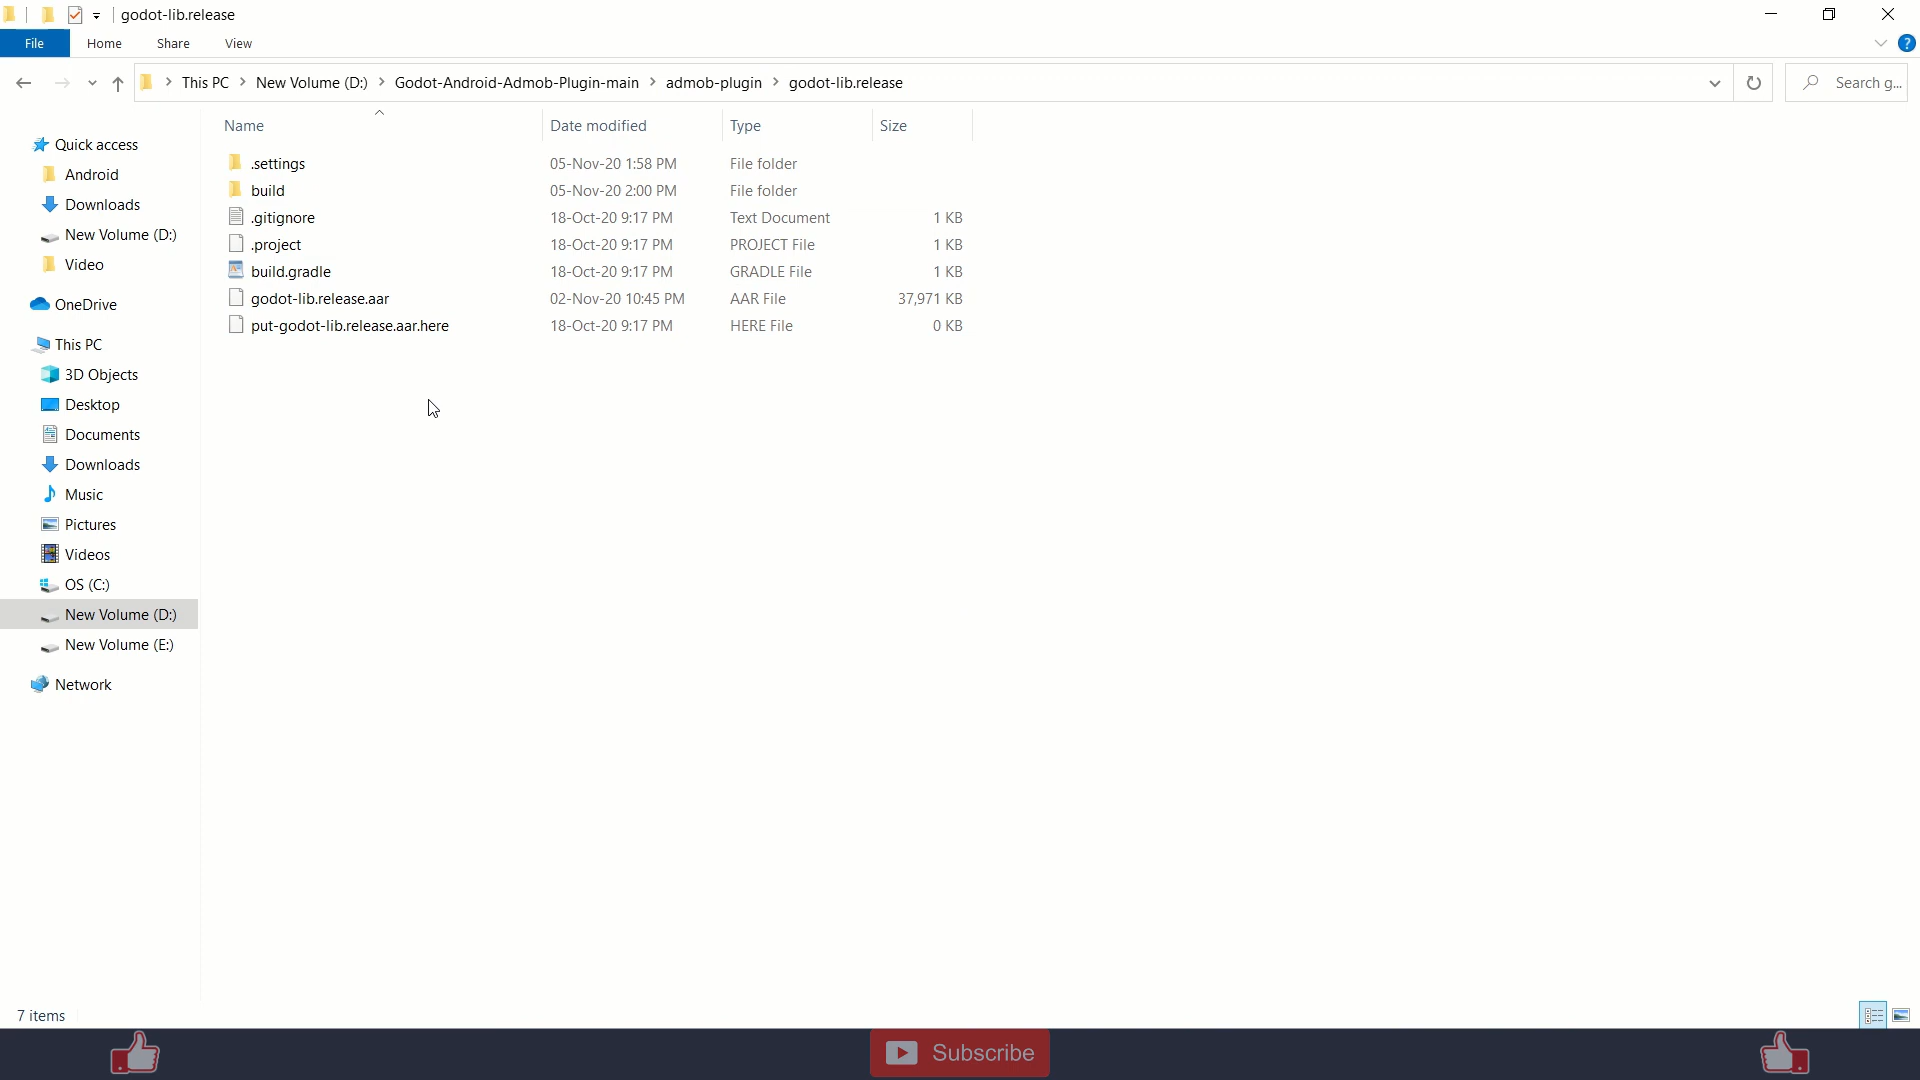 godot-lib.release
File Home Share View
This PC New Volume (D:) Godot-Android-Admob-Plugin-main admob-plugin godot-lib.release
Search g...
Quick access
Android
Downloads
New Volume (D:)
Video
OneDrive
This PC
3D Objects
Desktop
Documents
Downloads
Music
Pictures
Videos
OS (C:)
New Volume (D:)
New Volume (E:)
Network
Name Date modified Type Size
.settings 05-Nov-20 1:58 PM File folder
build 05-Nov-20 2:00 PM File folder
.gitignore 18-Oct-20 9:17 PM Text Document 1 KB
.project 18-Oct-20 9:17 PM PROJECT File 1 KB
build.gradle 18-Oct-20 9:17 PM GRADLE File 1 KB
godot-lib.release.aar 02-Nov-20 10:45 PM AAR File 37,971 KB
put-godot-lib.release.aar.here 18-Oct-20 9:17 PM HERE File 0 KB
7 items
Subscribe